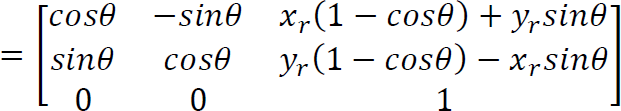 cosθ −sinθ x_r(1 − cosθ) + y_r sinθ
= sinθ cosθ y_r(1 − cosθ) − x_r sinθ
0 0 1